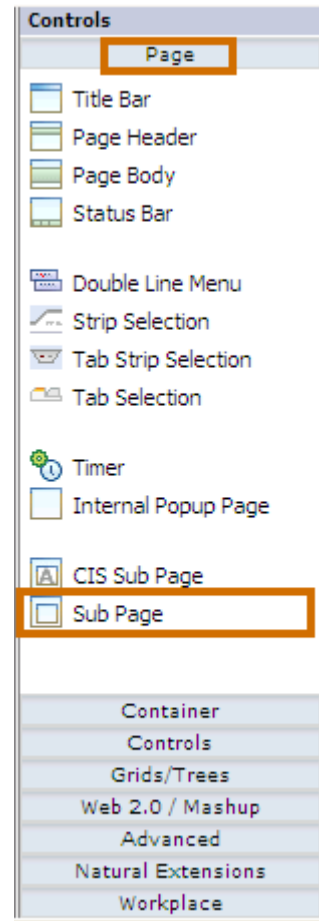 Controls
Page
Title Bar
Page Header
Page Body
Status Bar
Double Line Menu
Strip Selection
Tab Strip Selection
Tab Selection
Timer
Internal Popup Page
CIS Sub Page
Sub Page
Container
Controls
Grids/Trees
Web 2.0 / Mashup
Advanced
Natural Extensions
Workplace